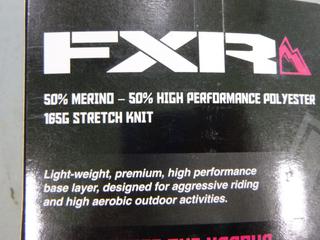 FXR
50% MERINO – 50% HIGH PERFORMANCE POLYESTER
165G STRETCH KNIT
Light-weight, premium, high performance
base layer, designed for aggressive riding
and high aerobic outdoor activities.